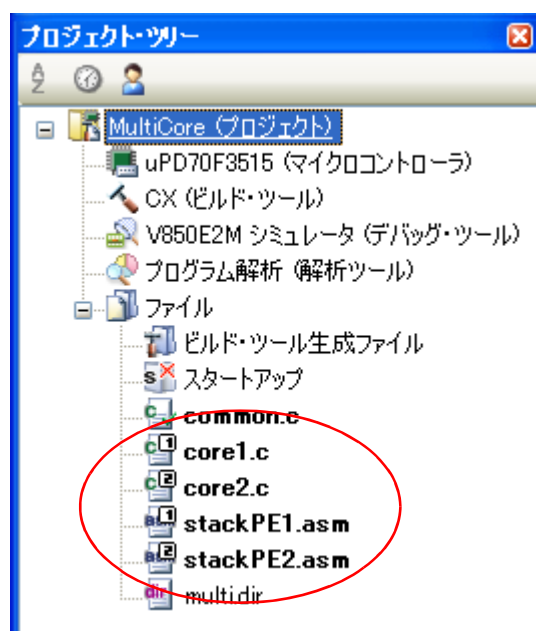 プロジェクト・ツリー
MultiCore (プロジェクト)
uPD70F3515 (マイクロコントローラ)
CX (ビルド・ツール)
V850E2M シミュレータ (デバッグ・ツール)
プログラム解析 (解析ツール)
ファイル
ビルド・ツール生成ファイル
スタートアップ
common.c
core1.c
core2.c
stackPE1.asm
stackPE2.asm
multi.dir